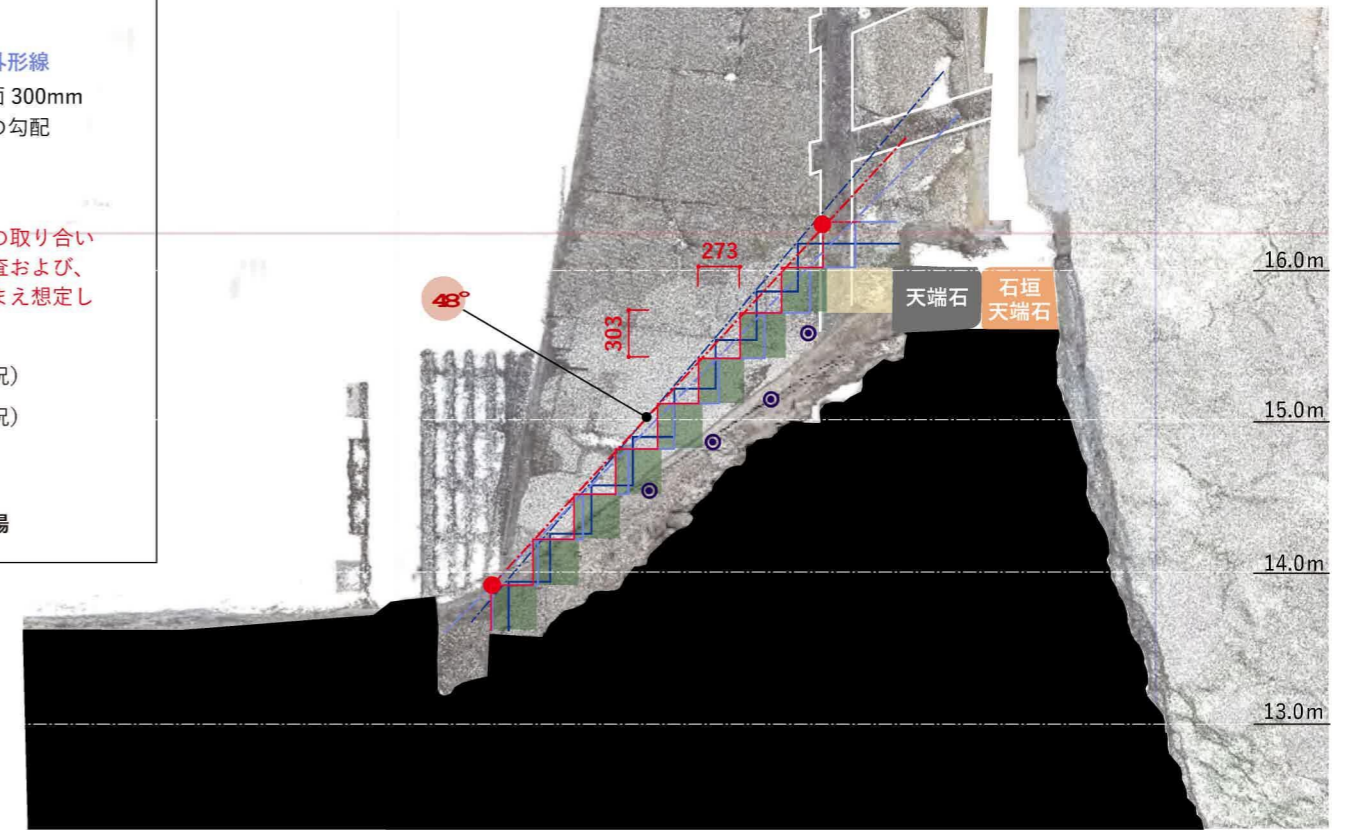 外形線
面 300mm
の勾配
の取り合い
査および、
まえ想定し
況）
況）
場
48°
273
303
天端石
石垣
天端石
16.0m
15.0m
14.0m
13.0m